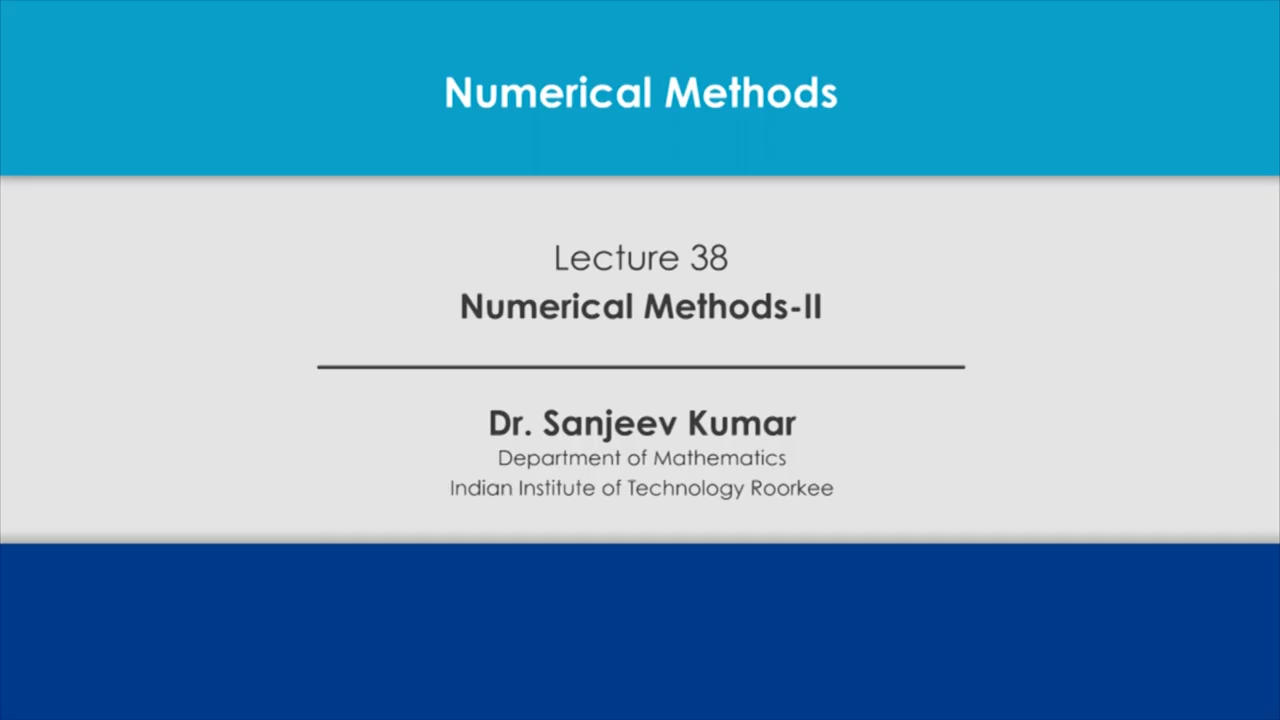 Numerical Methods
Lecture 38
Numerical Methods-II
Dr. Sanjeev Kumar
Department of Mathematics
Indian Institute of Technology Roorkee